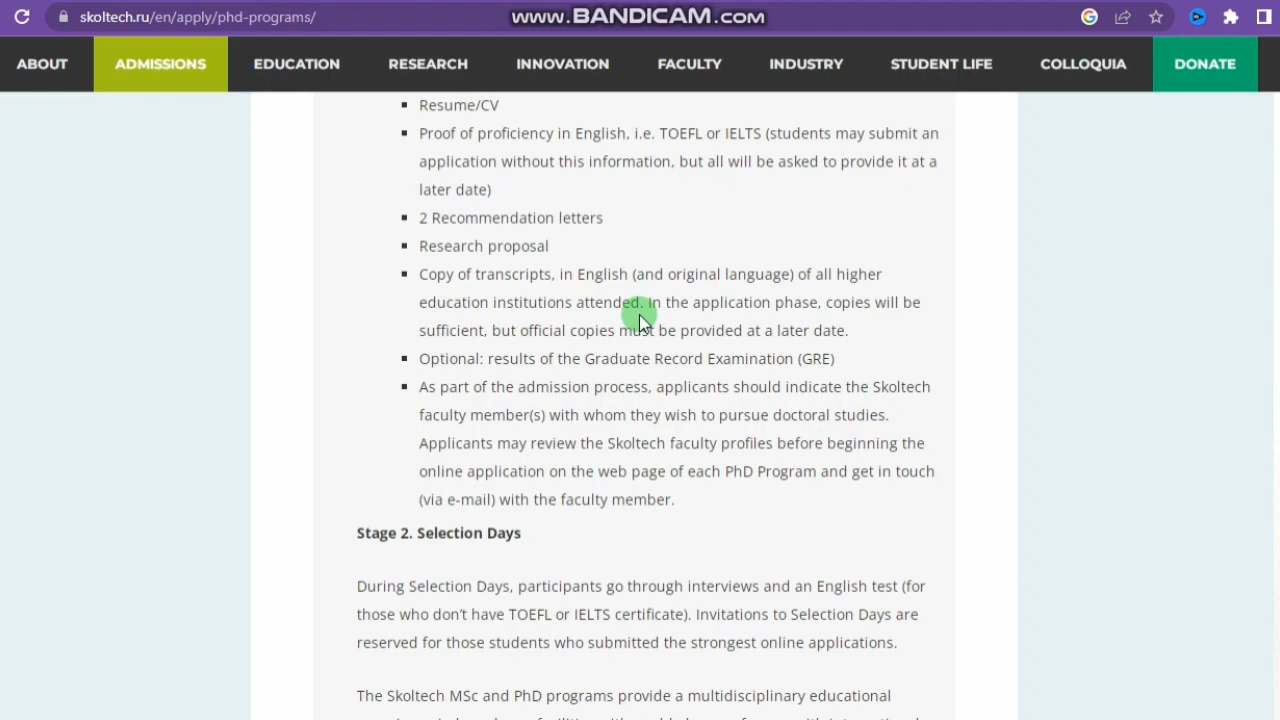 skoltech.ru/en/apply/phd-programs/
www.BANDICAM.com
ABOUT ADMISSIONS EDUCATION RESEARCH INNOVATION FACULTY INDUSTRY STUDENT LIFE COLLOQUIA DONATE
Resume/CV
Proof of proficiency in English, i.e. TOEFL or IELTS (students may submit an
application without this information, but all will be asked to provide it at a
later date)
2 Recommendation letters
Research proposal
Copy of transcripts, in English (and original language) of all higher
education institutions attended. In the application phase, copies will be
sufficient, but official copies must be provided at a later date.
Optional: results of the Graduate Record Examination (GRE)
As part of the admission process, applicants should indicate the Skoltech
faculty member(s) with whom they wish to pursue doctoral studies.
Applicants may review the Skoltech faculty profiles before beginning the
online application on the web page of each PhD Program and get in touch
(via e-mail) with the faculty member.
Stage 2. Selection Days
During Selection Days, participants go through interviews and an English test (for
those who don't have TOEFL or IELTS certificate). Invitations to Selection Days are
reserved for those students who submitted the strongest online applications.
The Skoltech MSc and PhD programs provide a multidisciplinary educational